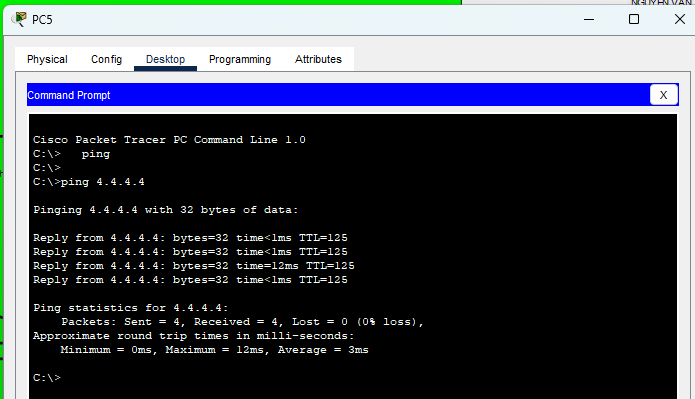 NGUYEN VAN
PC5
Physical Config Desktop Programming Attributes
Command Prompt X
Cisco Packet Tracer PC Command Line 1.0
C:\>   ping
C:\>
C:\>ping 4.4.4.4
Pinging 4.4.4.4 with 32 bytes of data:
Reply from 4.4.4.4: bytes=32 time<1ms TTL=125
Reply from 4.4.4.4: bytes=32 time<1ms TTL=125
Reply from 4.4.4.4: bytes=32 time=12ms TTL=125
Reply from 4.4.4.4: bytes=32 time<1ms TTL=125
Ping statistics for 4.4.4.4:
    Packets: Sent = 4, Received = 4, Lost = 0 (0% loss),
Approximate round trip times in milli-seconds:
    Minimum = 0ms, Maximum = 12ms, Average = 3ms
C:\>